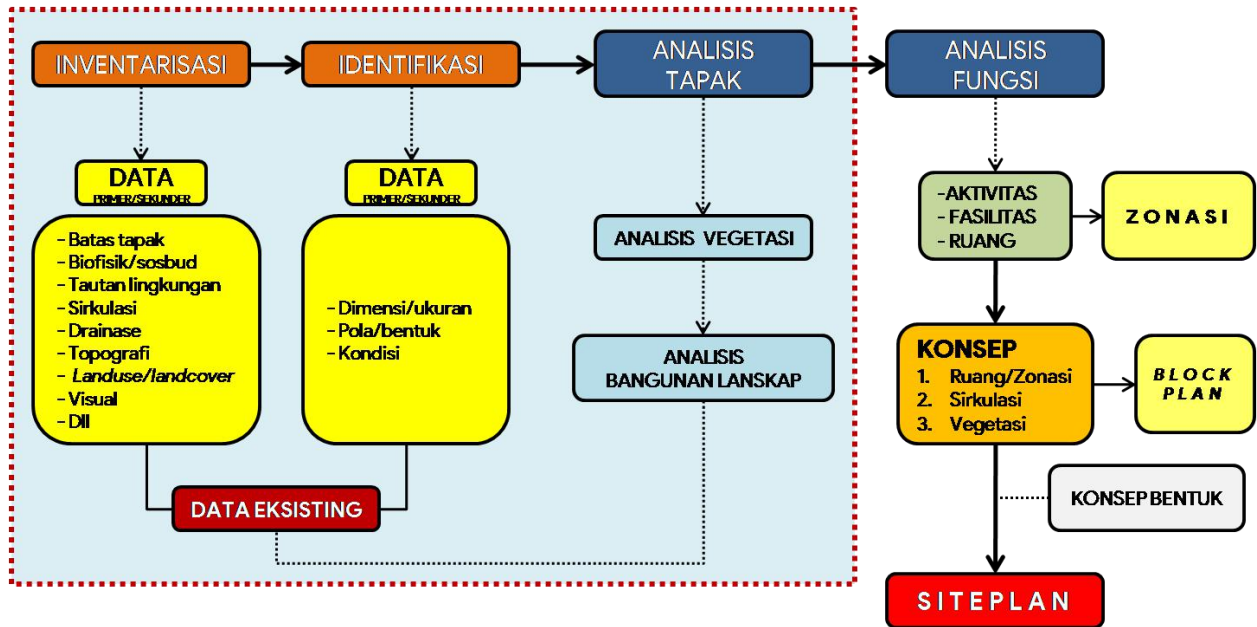 INVENTARISASI
IDENTIFIKASI
ANALISIS
TAPAK
ANALISIS
FUNGSI
DATA
PRIMER/SEKUNDER
- Batas tapak
- Biofisik/sosbud
- Tautan lingkungan
- Sirkulasi
- Drainase
- Topografi
- Landuse/landcover
- Visual
- Dll
DATA
PRIMER/SEKUNDER
- Dimensi/ukuran
- Pola/bentuk
- Kondisi
DATA EKSISTING
ANALISIS VEGETASI
ANALISIS
BANGUNAN LANSKAP
- AKTIVITAS
- FASILITAS
- RUANG
ZONASI
KONSEP
1. Ruang/Zonasi
2. Sirkulasi
3. Vegetasi
BLOCK
PLAN
KONSEP BENTUK
SITEPLAN